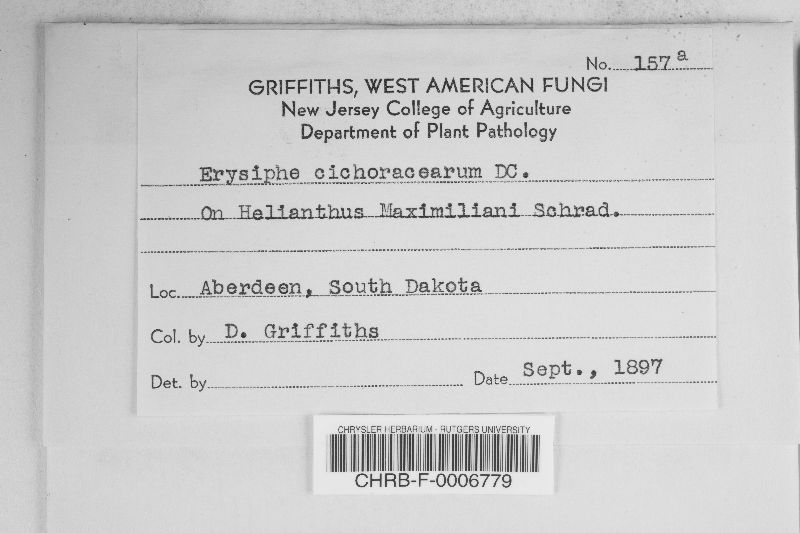 No. 157 a
GRIFFITHS, WEST AMERICAN FUNGI
New Jersey College of Agriculture
Department of Plant Pathology
Erysiphe cichoracearum DC.
On Helianthus Maximiliani Schrad.
Loc. Aberdeen, South Dakota
Col. by D. Griffiths
Det. by Date Sept., 1897
CHRYSLER HERBARIUM - RUTGERS UNIVERSITY
CHRB-F-0006779